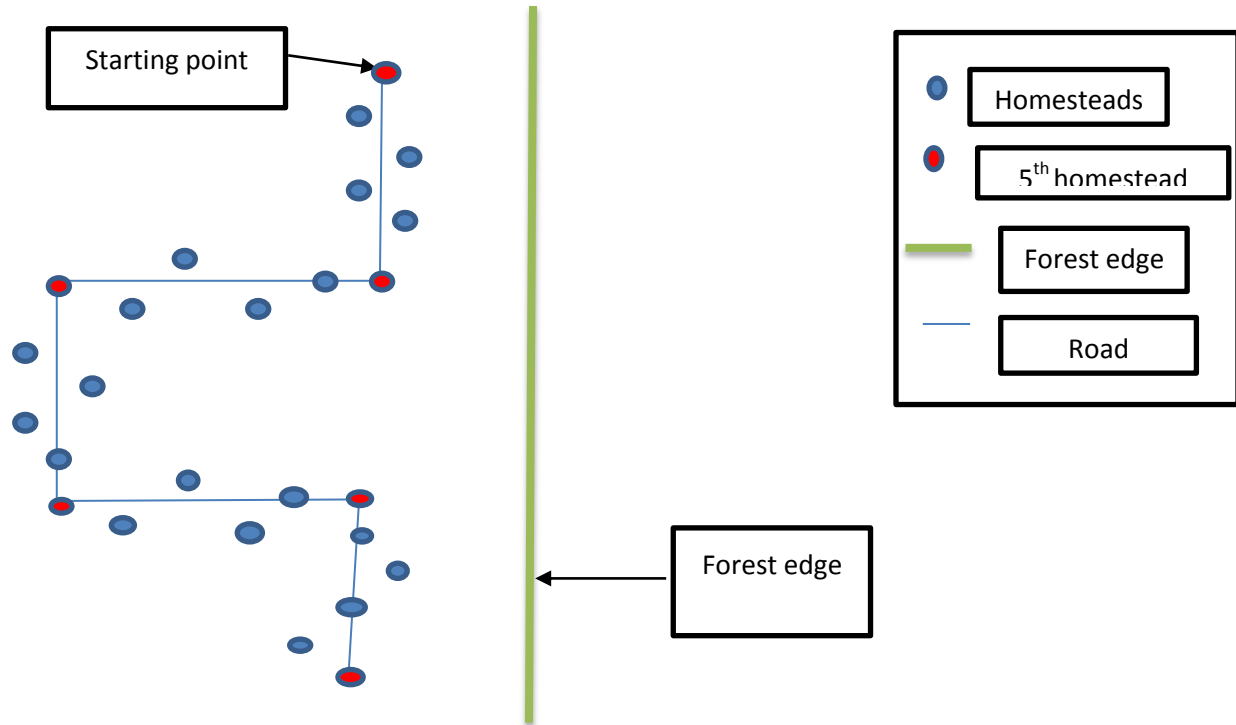 Starting point
Homesteads
5th homestead
Forest edge
Road
Forest edge